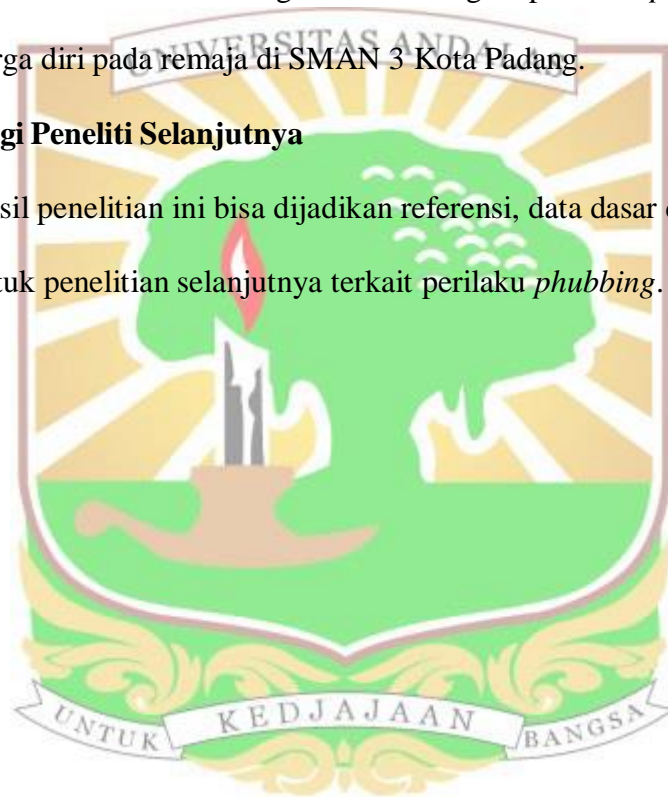 UNIVERSITAS ANDALAS
rga diri pada remaja di SMAN 3 Kota Padang.
gi Peneliti Selanjutnya
sil penelitian ini bisa dijadikan referensi, data dasar
tuk penelitian selanjutnya terkait perilaku phubbing.
UNTUK KEDJAJAAN BANGSA